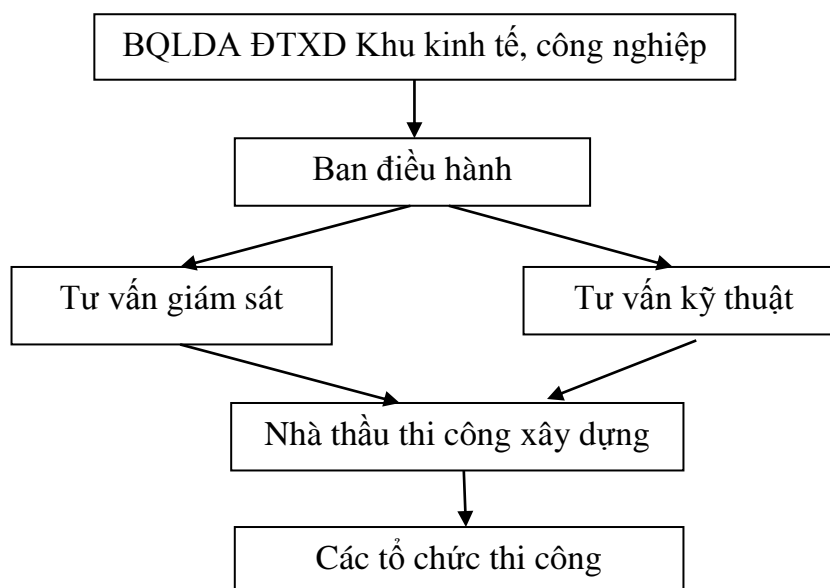 BQLDA ĐTXD Khu kinh tế, công nghiệp
Ban điều hành
Tư vấn giám sát
Tư vấn kỹ thuật
Nhà thầu thi công xây dựng
Các tổ chức thi công